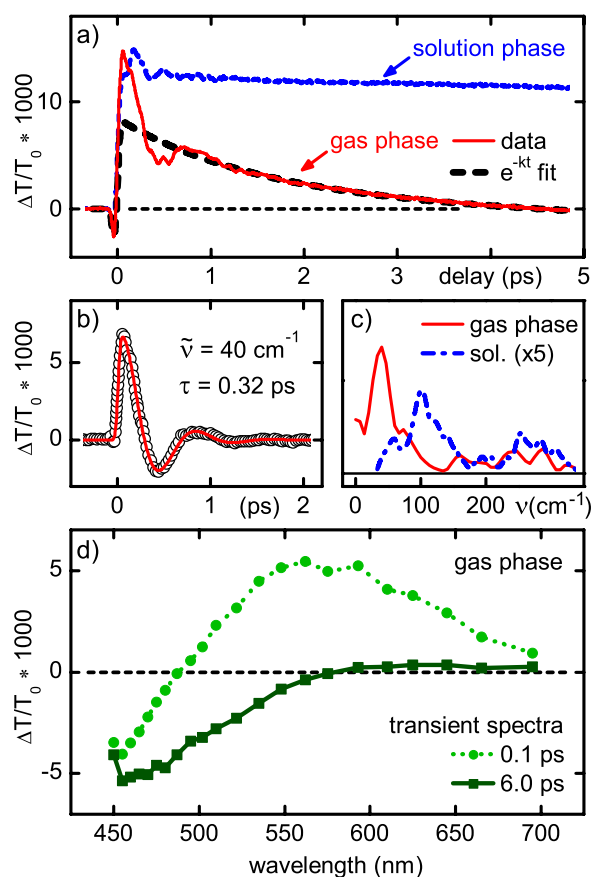 a)
solution phase
gas phase
data
e^-kt fit
ΔT/T₀ * 1000
10
0
0 1 2 3 delay (ps) 5
b)
ν̃ = 40 cm⁻¹
τ = 0.32 ps
ΔT/T₀ * 1000
5
0
0 1 (ps) 2
c)
gas phase
sol. (x5)
0 100 200 ν(cm⁻¹)
d)
gas phase
ΔT/T₀ * 1000
5
0
-5
transient spectra
0.1 ps
6.0 ps
450 500 550 600 650 700
wavelength (nm)